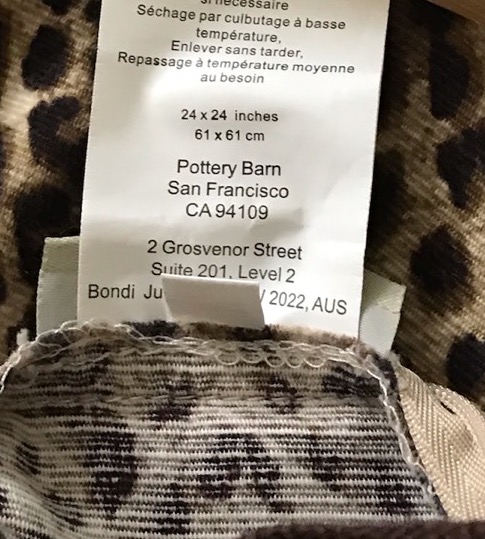 si nécessaire
Séchage par culbutage à basse
température,
Enlever sans tarder,
Repassage à température moyenne
au besoin
24 x 24 inches
61 x 61 cm
Pottery Barn
San Francisco
CA 94109
2 Grosvenor Street
Suite 201, Level 2
Bondi Ju / 2022, AUS